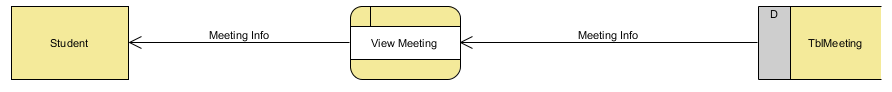 Student
Meeting Info
View Meeting
Meeting Info
D
TblMeeting